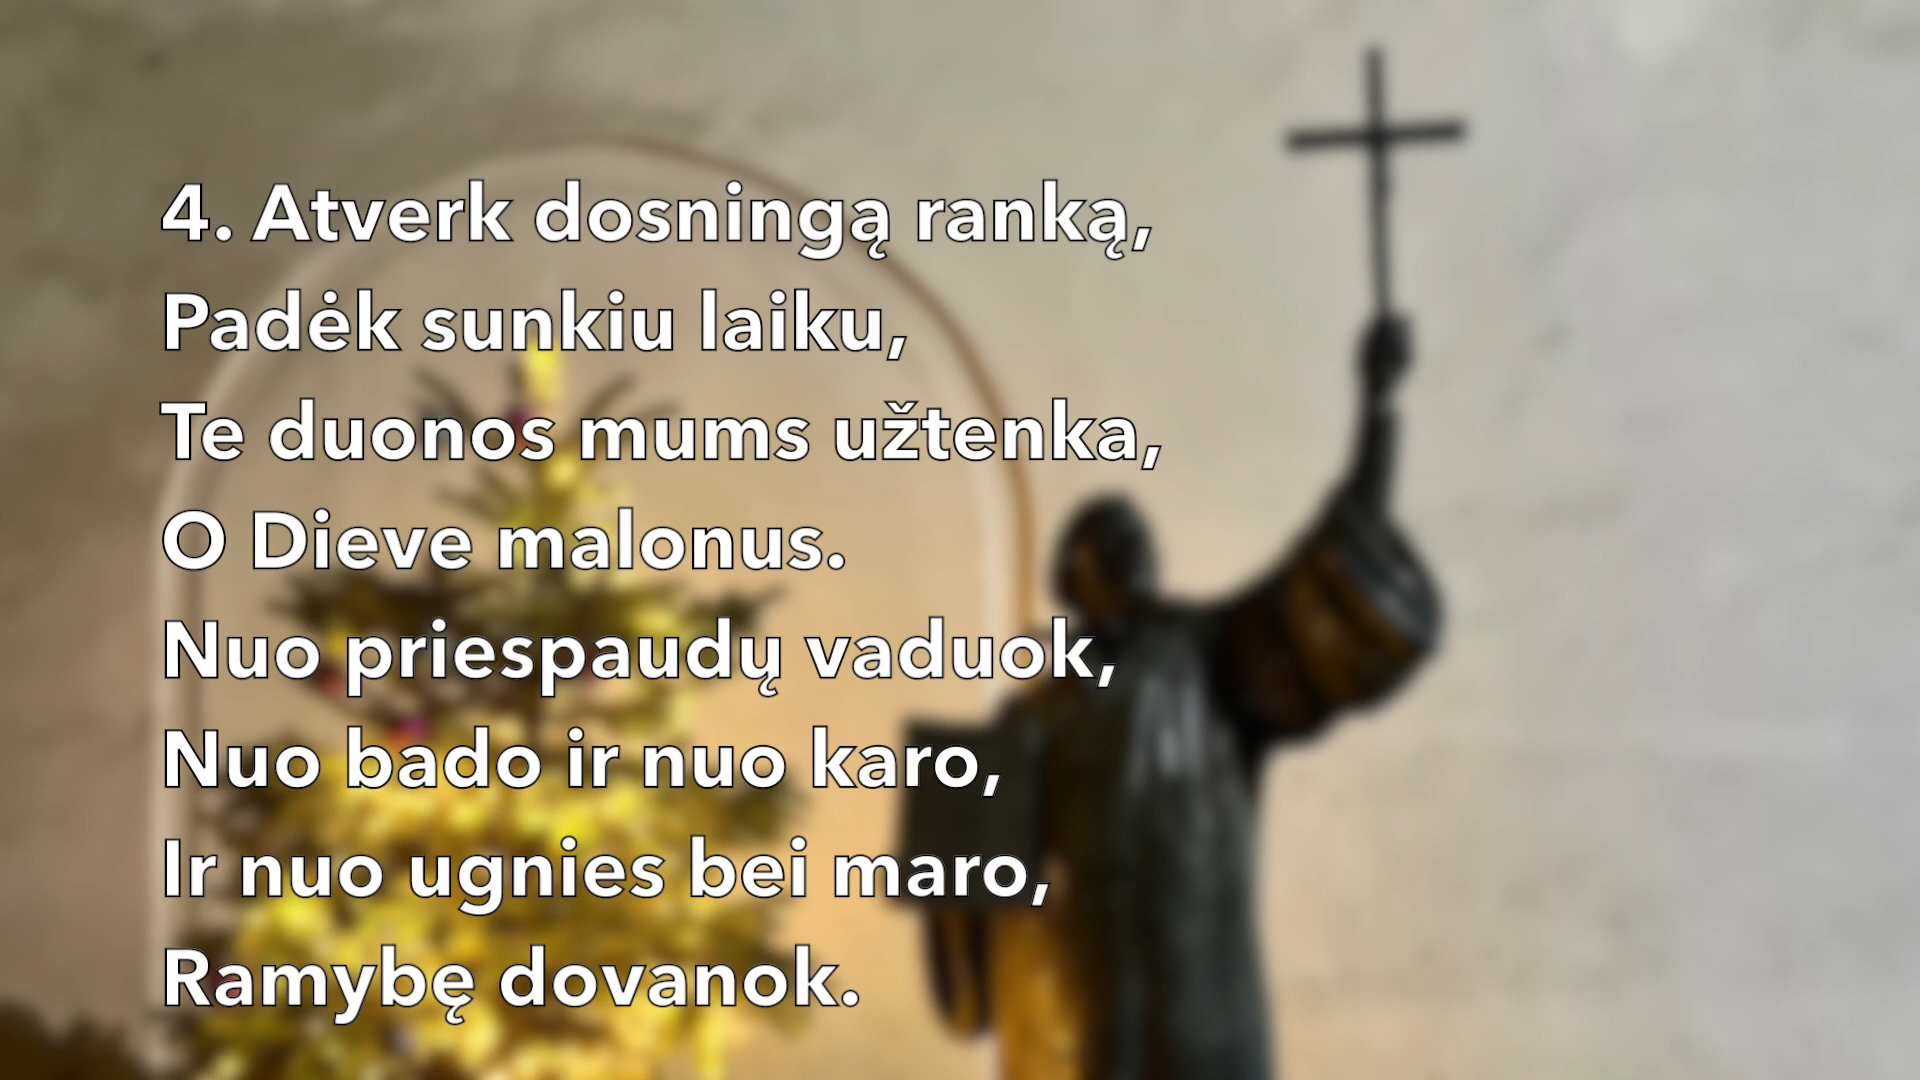 4. Atverk dosningą ranką,
Padėk sunkiu laiku,
Te duonos mums užtenka,
O Dieve malonus.
Nuo priespaudų vaduok,
Nuo bado ir nuo karo,
Ir nuo ugnies bei maro,
Ramybę dovanok.